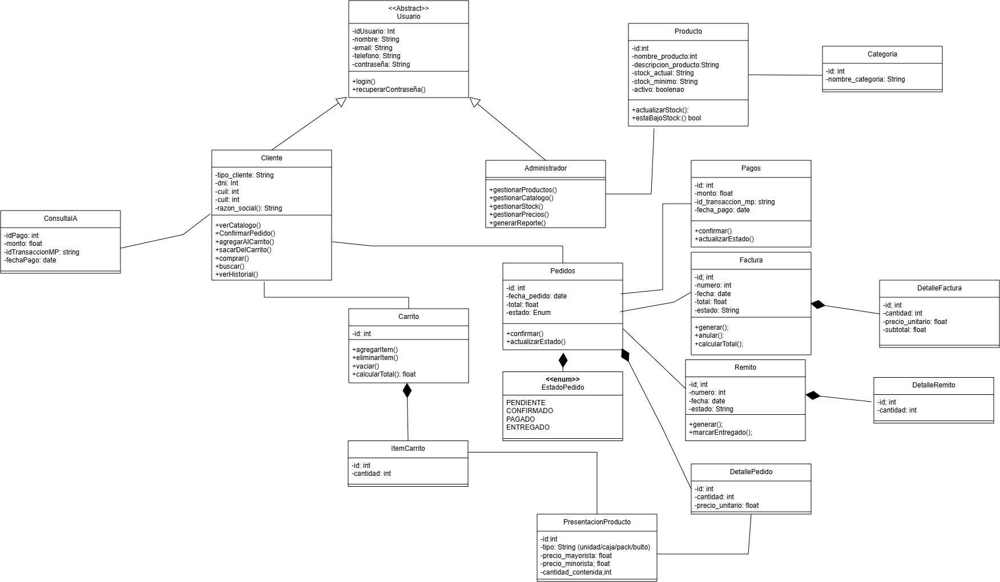 <<Abstract>>
Usuario
-idUsuario: Int
-nombre: String
-email: String
-telefono: String
-contraseña: String
+login()
+recuperarContraseña()
Producto
-id:int
-nombre_producto:int
-descripcion_producto:String
-stock_actual: String
-stock_minimo: String
-activo: boolenao
+actualizarStock():
+estaBajoStock:() bool
Categoria
-id: int
-nombre_categoria: String
Cliente
-tipo_cliente: String
-dni: Int
-cuil: int
-cuit: int
-razon_social(): String
+verCatalogo()
+ConfirmarPedido()
+agregarAlCarrito()
+sacarDelCarrito()
+comprar()
+buscar()
+verHistorial()
Administrador
+gestionarProductos()
+gestionarCatalogo()
+gestionarStock()
+gestionarPrecios()
+generarReporte()
Pagos
-id: int
-monto: float
-id_transaccion_mp: string
-fecha_pago: date
+confirmar()
+actualizarEstado()
ConsultaIA
-idPago: int
-monto: float
-idTransaccionMP: string
-fechaPago: date
Pedidos
-id: int
-fecha_pedido: date
-total: float
-estado: Enum
+confirmar()
+actualizarEstado()
Factura
-id; int
-numero: int
-fecha: date
-total: float
-estado: String
+generar();
+anular():
+calcularTotal();
DetalleFactura
-id; int
-cantidad: int
-precio_unitario: float
-subtotal: float
Carrito
-id: int
+agregarItem()
+eliminarItem()
+vaciar()
+calcularTotal(): float
<<enum>>
EstadoPedido
PENDIENTE
CONFIRMADO
PAGADO
ENTREGADO
Remito
-id; int
-numero: int
-fecha: date
-estado: String
+generar();
+marcarEntregado();
DetalleRemito
-id; int
-cantidad: int
ItemCarrito
-id: int
-cantidad: int
DetallePedido
-id: int
-cantidad: int
-precio_unitario: float
PresentacionProducto
-id:int
-tipo: String (unidad/caja/pack/bulto)
-precio_mayorista: float
-precio_minorista; float
-cantidad_contenida;int